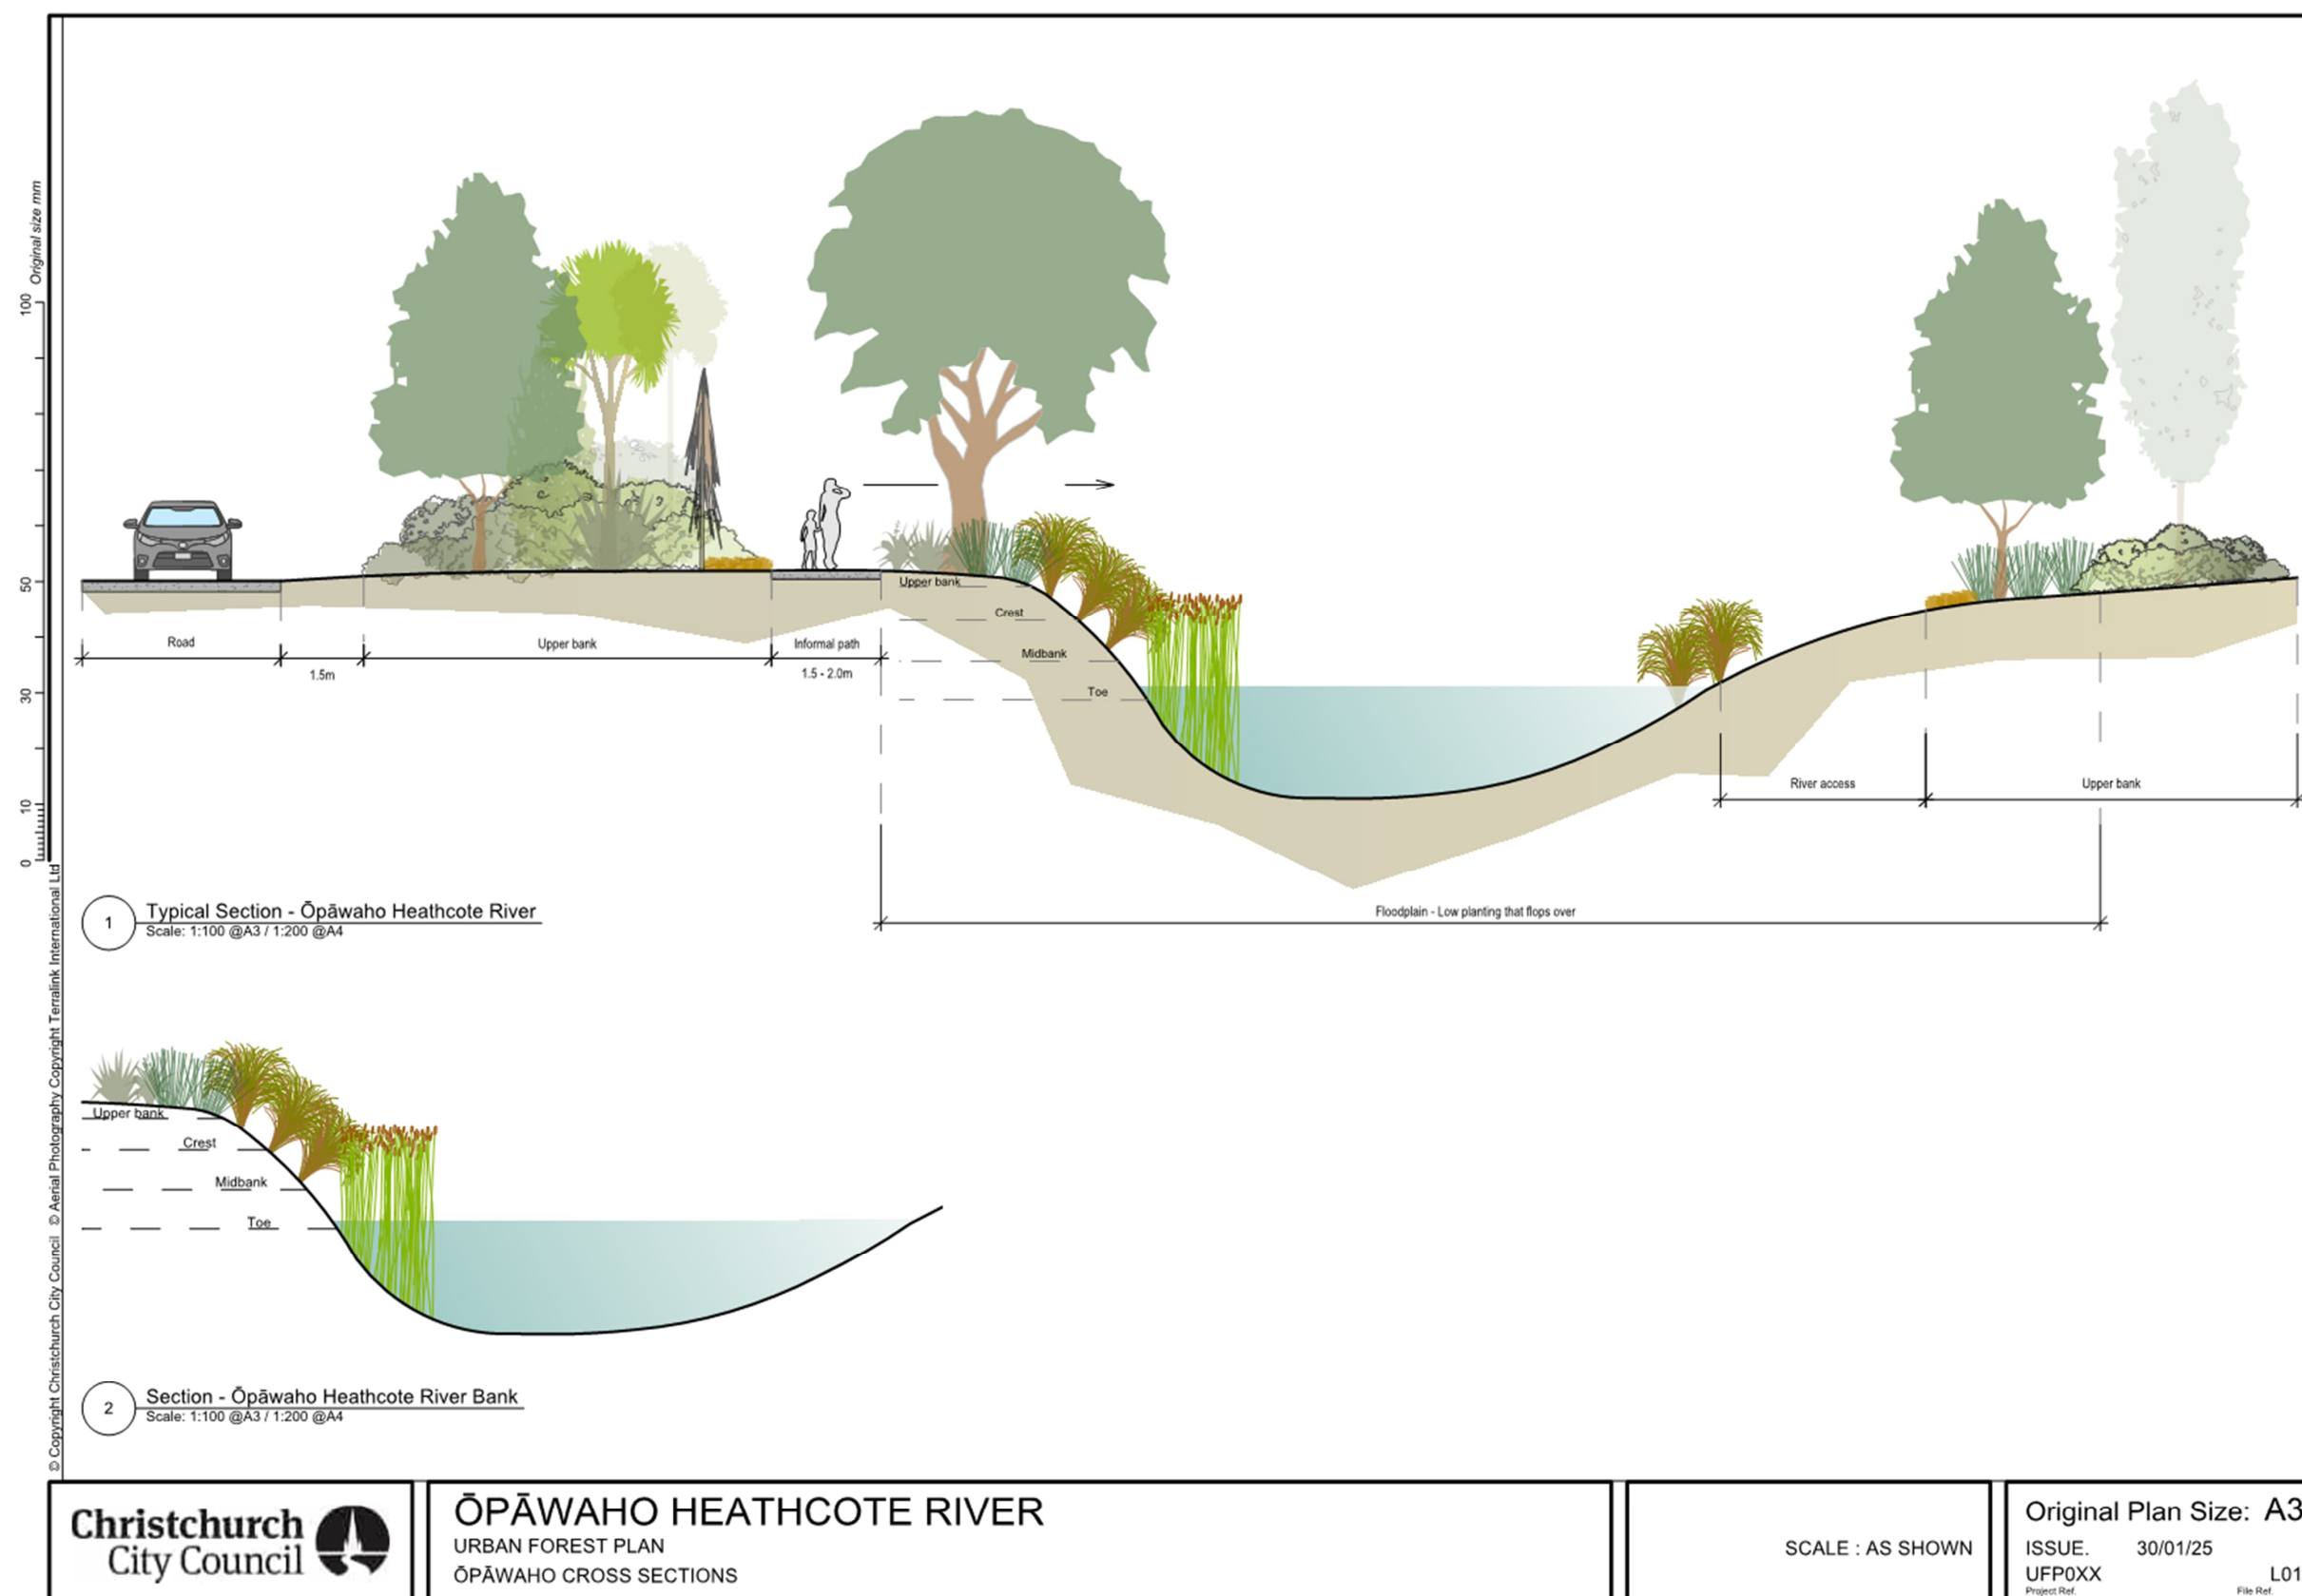 Original size mm
100
50
30
10
0
© Copyright Christchurch City Council © Aerial Photography Copyright Terralink International Ltd
Road
1.5m
Upper bank
Informal path
1.5 - 2.0m
Upper bank
Crest
Midbank
Toe
River access
Upper bank
Floodplain - Low planting that flops over
1
Typical Section - Ōpāwaho Heathcote River
Scale: 1:100 @A3 / 1:200 @A4
Upper bank
Crest
Midbank
Toe
2
Section - Ōpāwaho Heathcote River Bank
Scale: 1:100 @A3 / 1:200 @A4
Christchurch
City Council
ŌPĀWAHO HEATHCOTE RIVER
URBAN FOREST PLAN
ŌPĀWAHO CROSS SECTIONS
SCALE : AS SHOWN
Original Plan Size: A3
ISSUE. 30/01/25
UFP0XX L01
Project Ref. File Ref.